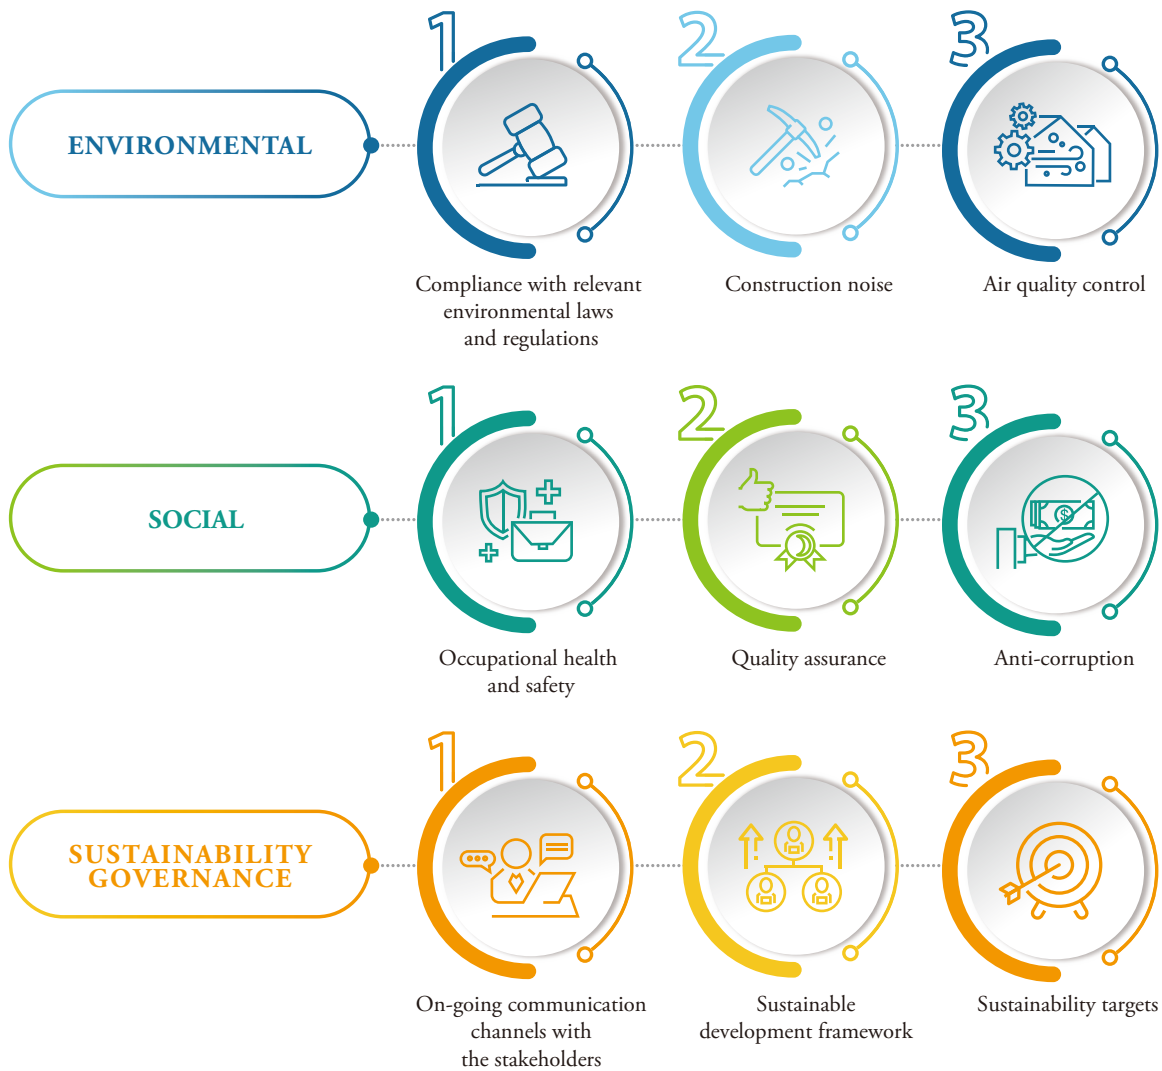 ENVIRONMENTAL
1
2
3
Compliance with relevant
environmental laws
and regulations
Construction noise
Air quality control
SOCIAL
1
2
3
$
Occupational health
and safety
Quality assurance
Anti-corruption
SUSTAINABILITY
GOVERNANCE
1
2
3
On-going communication
channels with
the stakeholders
Sustainable
development framework
Sustainability targets